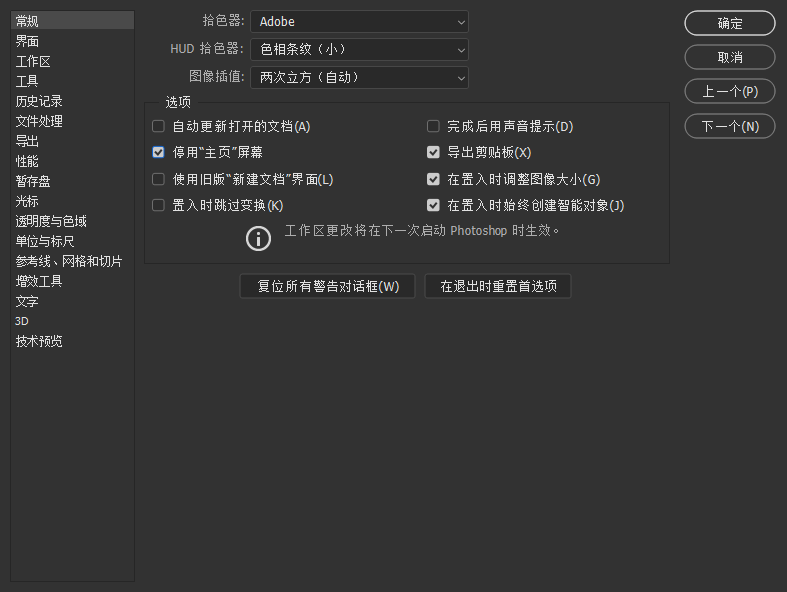 常规
界面
工作区
工具
历史记录
文件处理
导出
性能
暂存盘
光标
透明度与色域
单位与标尺
参考线、网格和切片
增效工具
文字
3D
技术预览
拾色器: Adobe
HUD 拾色器: 色相条纹（小）
图像插值: 两次立方（自动）
选项
自动更新打开的文档(A)
完成后用声音提示(D)
停用“主页”屏幕
导出剪贴板(X)
使用旧版“新建文档”界面(L)
在置入时调整图像大小(G)
置入时跳过变换(K)
在置入时始终创建智能对象(J)
工作区更改将在下一次启动 Photoshop 时生效。
复位所有警告对话框(W)
在退出时重置首选项
确定
取消
上一个(P)
下一个(N)